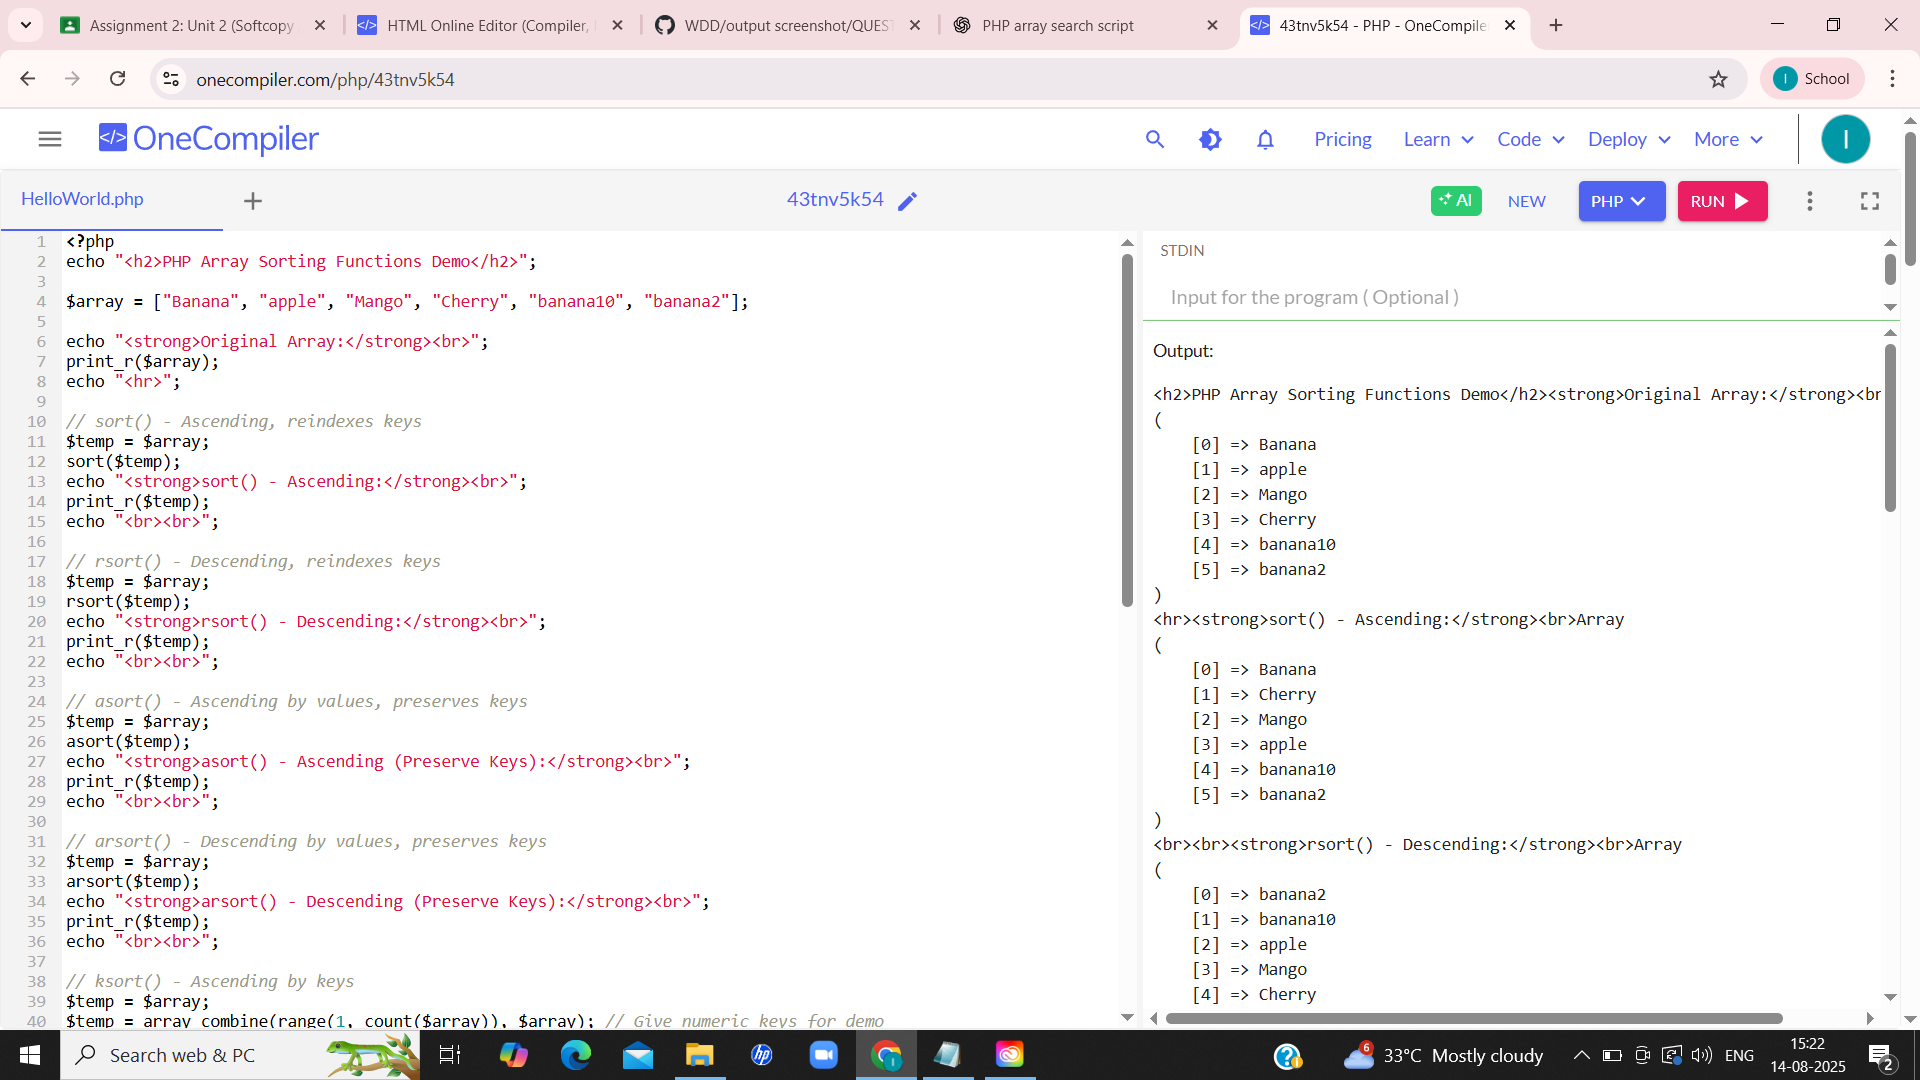 Assignment 2: Unit 2 (Softcopy
HTML Online Editor (Compiler,
WDD/output screenshot/QUEST
PHP array search script
43tnv5k54 - PHP - OneCompile
onecompiler.com/php/43tnv5k54
I School
</> OneCompiler
Pricing
Learn
Code
Deploy
More
I
HelloWorld.php
43tnv5k54
AI
NEW
PHP
RUN
1 <?php
2 echo "<h2>PHP Array Sorting Functions Demo</h2>";
3
4 $array = ["Banana", "apple", "Mango", "Cherry", "banana10", "banana2"];
5
6 echo "<strong>Original Array:</strong><br>";
7 print_r($array);
8 echo "<hr>";
9
10 // sort() - Ascending, reindexes keys
11 $temp = $array;
12 sort($temp);
13 echo "<strong>sort() - Ascending:</strong><br>";
14 print_r($temp);
15 echo "<br><br>";
16
17 // rsort() - Descending, reindexes keys
18 $temp = $array;
19 rsort($temp);
20 echo "<strong>rsort() - Descending:</strong><br>";
21 print_r($temp);
22 echo "<br><br>";
23
24 // asort() - Ascending by values, preserves keys
25 $temp = $array;
26 asort($temp);
27 echo "<strong>asort() - Ascending (Preserve Keys):</strong><br>";
28 print_r($temp);
29 echo "<br><br>";
30
31 // arsort() - Descending by values, preserves keys
32 $temp = $array;
33 arsort($temp);
34 echo "<strong>arsort() - Descending (Preserve Keys):</strong><br>";
35 print_r($temp);
36 echo "<br><br>";
37
38 // ksort() - Ascending by keys
39 $temp = $array;
40 $temp = array_combine(range(1, count($array)), $array); // Give numeric keys for demo
STDIN
Input for the program ( Optional )
Output:
<h2>PHP Array Sorting Functions Demo</h2><strong>Original Array:</strong><br
(
[0] => Banana
[1] => apple
[2] => Mango
[3] => Cherry
[4] => banana10
[5] => banana2
)
<hr><strong>sort() - Ascending:</strong><br>Array
(
[0] => Banana
[1] => Cherry
[2] => Mango
[3] => apple
[4] => banana10
[5] => banana2
)
<br><br><strong>rsort() - Descending:</strong><br>Array
(
[0] => banana2
[1] => banana10
[2] => apple
[3] => Mango
[4] => Cherry
Search web & PC
hp
6
33°C Mostly cloudy
ENG
15:22
14-08-2025
2